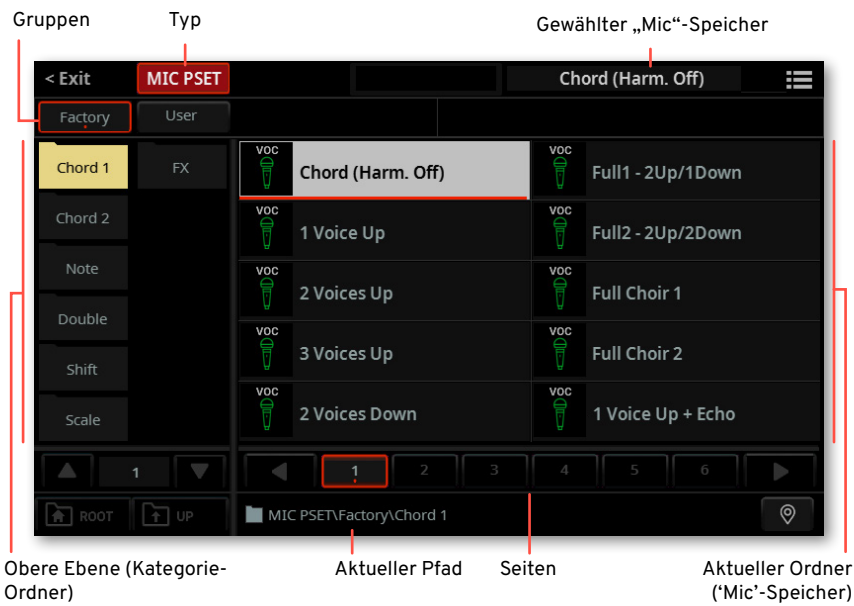 Gruppen Typ Gewählter „Mic“-Speicher
< Exit MIC PSET Chord (Harm. Off)
Factory User
Chord 1 FX
Chord 2
Note
Double
Shift
Scale
VOC Chord (Harm. Off) VOC Full1 - 2Up/1Down
VOC 1 Voice Up VOC Full2 - 2Up/2Down
VOC 2 Voices Up VOC Full Choir 1
VOC 3 Voices Up VOC Full Choir 2
VOC 2 Voices Down VOC 1 Voice Up + Echo
1 1 2 3 4 5 6
ROOT UP MIC PSET\Factory\Chord 1
Obere Ebene (Kategorie-
Ordner)
Aktueller Pfad
Seiten
Aktueller Ordner
(‘Mic’-Speicher)